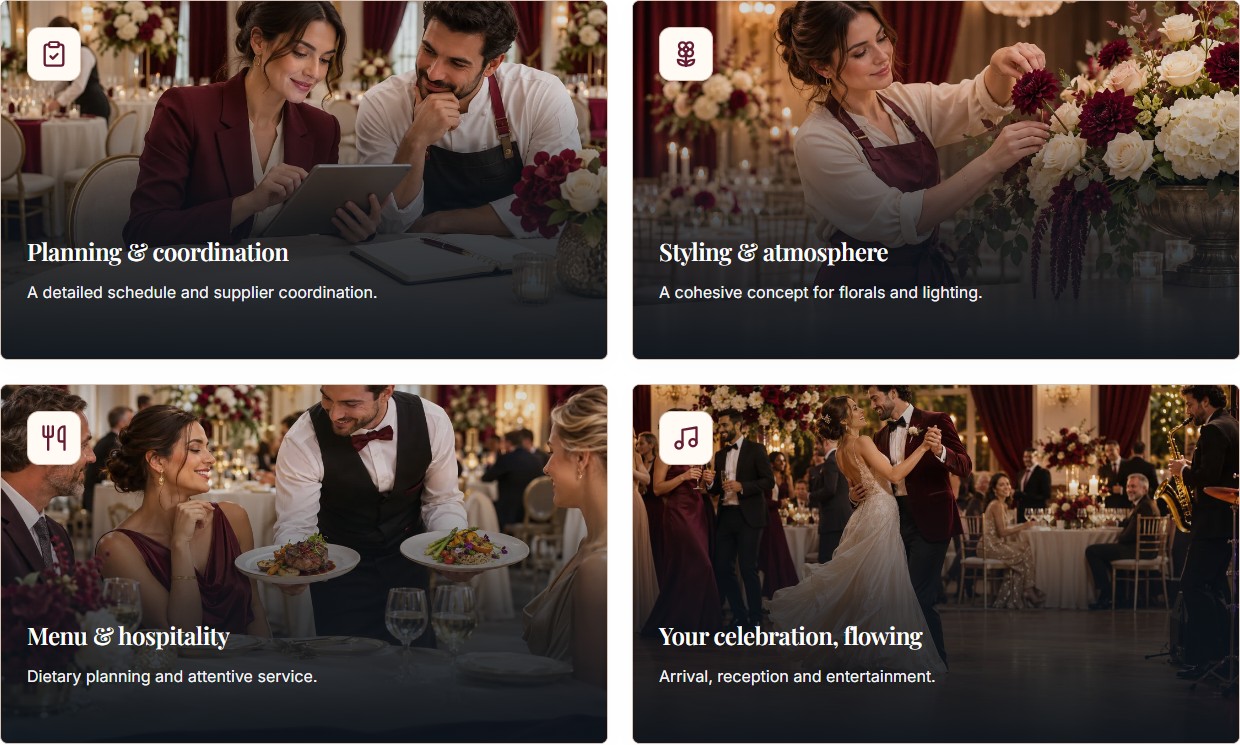 Planning & coordination
A detailed schedule and supplier coordination.
Styling & atmosphere
A cohesive concept for florals and lighting.
Menu & hospitality
Dietary planning and attentive service.
Your celebration, flowing
Arrival, reception and entertainment.